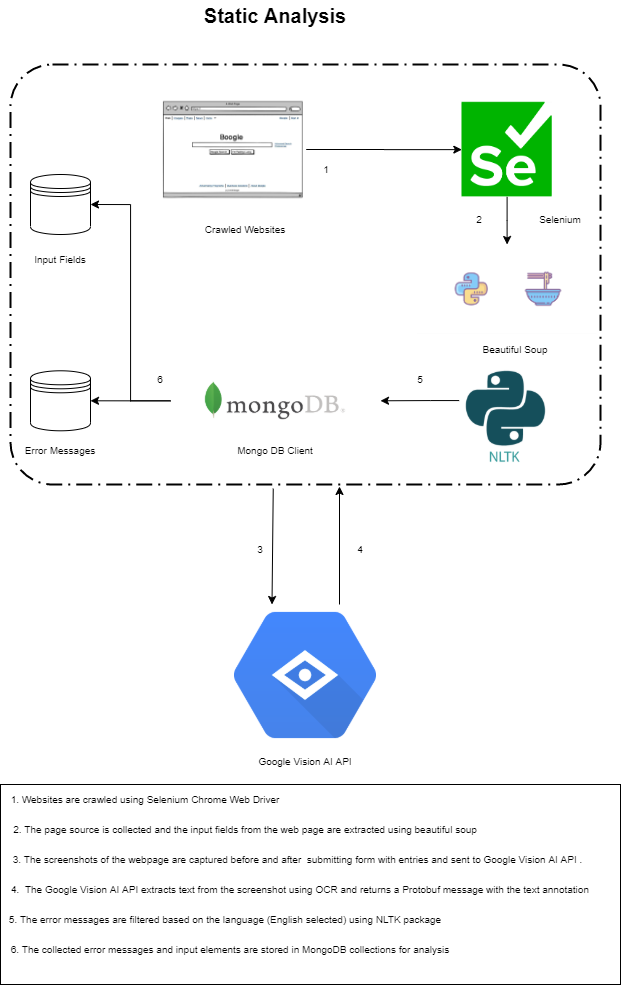 Static Analysis
Boogle
1
Crawled Websites
Se
2
Selenium
Input Fields
Beautiful Soup
6
5
mongoDB.
Error Messages
Mongo DB Client
NLTK
3
4
Google Vision AI API
1. Websites are crawled using Selenium Chrome Web Driver
2. The page source is collected and the input fields from the web page are extracted using beautiful soup
3. The screenshots of the webpage are captured before and after submitting form with entries and sent to Google Vision AI API .
4. The Google Vision AI API extracts text from the screenshot using OCR and returns a Protobuf message with the text annotation
5. The error messages are filtered based on the language (English selected) using NLTK package
6. The collected error messages and input elements are stored in MongoDB collections for analysis